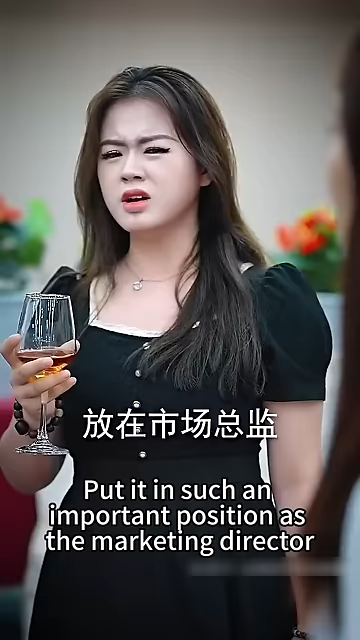 放在市场总监
Put it in such an
important position as
the marketing director